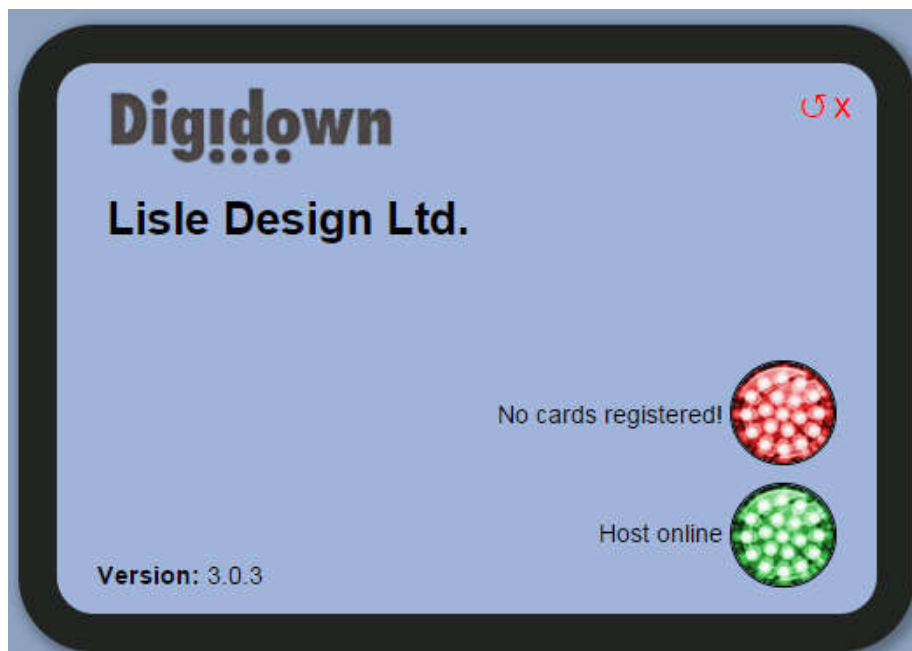 Digidown
X
Lisle Design Ltd.
No cards registered!
Host online
Version: 3.0.3